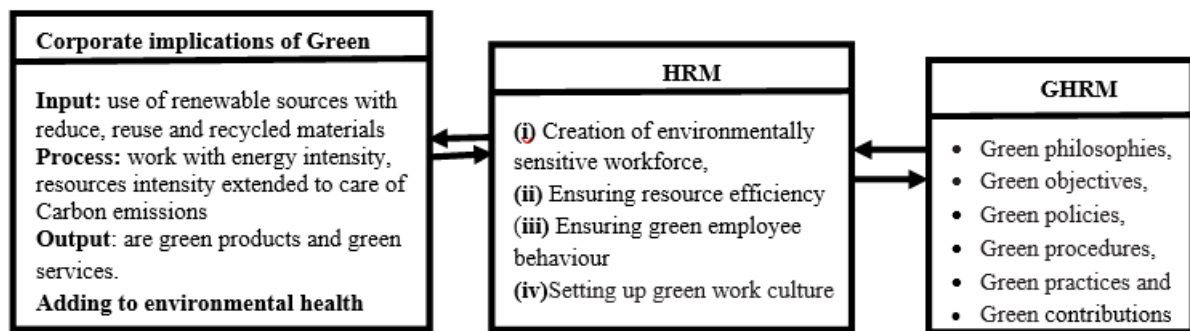 Corporate implications of Green
Input: use of renewable sources with
reduce, reuse and recycled materials
Process: work with energy intensity,
resources intensity extended to care of
Carbon emissions
Output: are green products and green
services.
Adding to environmental health
HRM
(i) Creation of environmentally
sensitive workforce,
(ii) Ensuring resource efficiency
(iii) Ensuring green employee
behaviour
(iv)Setting up green work culture
GHRM
• Green philosophies,
• Green objectives,
• Green policies,
• Green procedures,
• Green practices and
• Green contributions